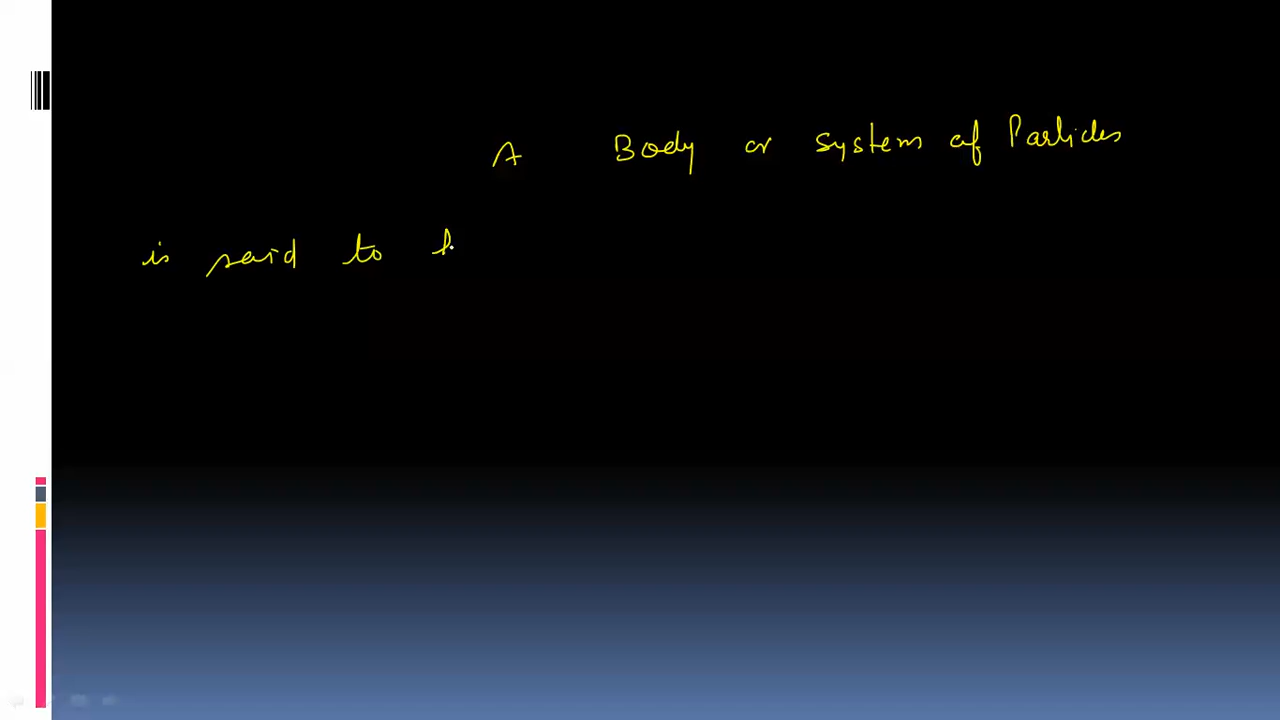 A Body or system of Particles
is said to